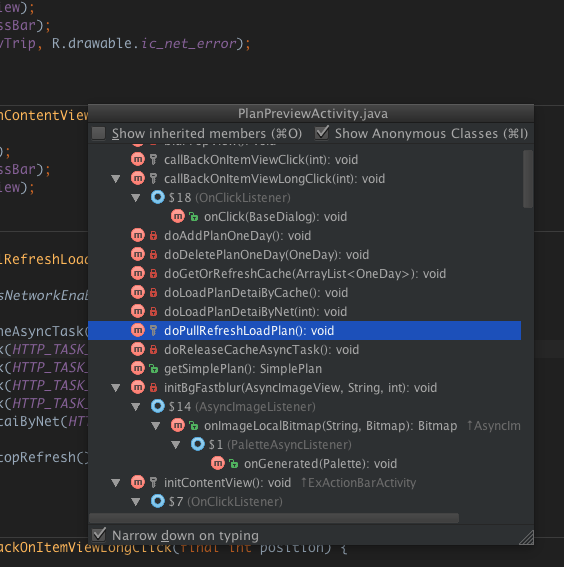 iew);
ssBar);
yTrip, R.drawable.ic_net_error);
nContentView
PlanPreviewActivity.java
Show inherited members (⌘O) Show Anonymous Classes (⌘I)
);
ssBar);
iew);
callBackOnItemViewClick(int): void
callBackOnItemViewLongClick(int): void
$18 (OnClickListener)
onClick(BaseDialog): void
doAddPlanOneDay(): void
lRefreshLoad
doDeletePlanOneDay(OneDay): void
doGetOrRefreshCache(ArrayList<OneDay>): void
sNetworkEnab
doLoadPlanDetaiByCache(): void
doLoadPlanDetaiByNet(int): void
heAsyncTask(
doPullRefreshLoadPlan(): void
k(HTTP_TASK_
doReleaseCacheAsyncTask(): void
k(HTTP_TASK_
getSimplePlan(): SimplePlan
k(HTTP_TASK_
initBgFastblur(AsyncImageView, String, int): void
k(HTTP_TASK_
$14 (AsyncImageListener)
taiByNet(HT
onImageLocalBitmap(String, Bitmap): Bitmap ↑AsyncIm
$1 (PaletteAsyncListener)
topRefresh()
onGenerated(Palette): void
initContentView(): void ↑ExActionBarActivity
$7 (OnClickListener)
Narrow down on typing
ackOnItemViewLongClick(final int position) {